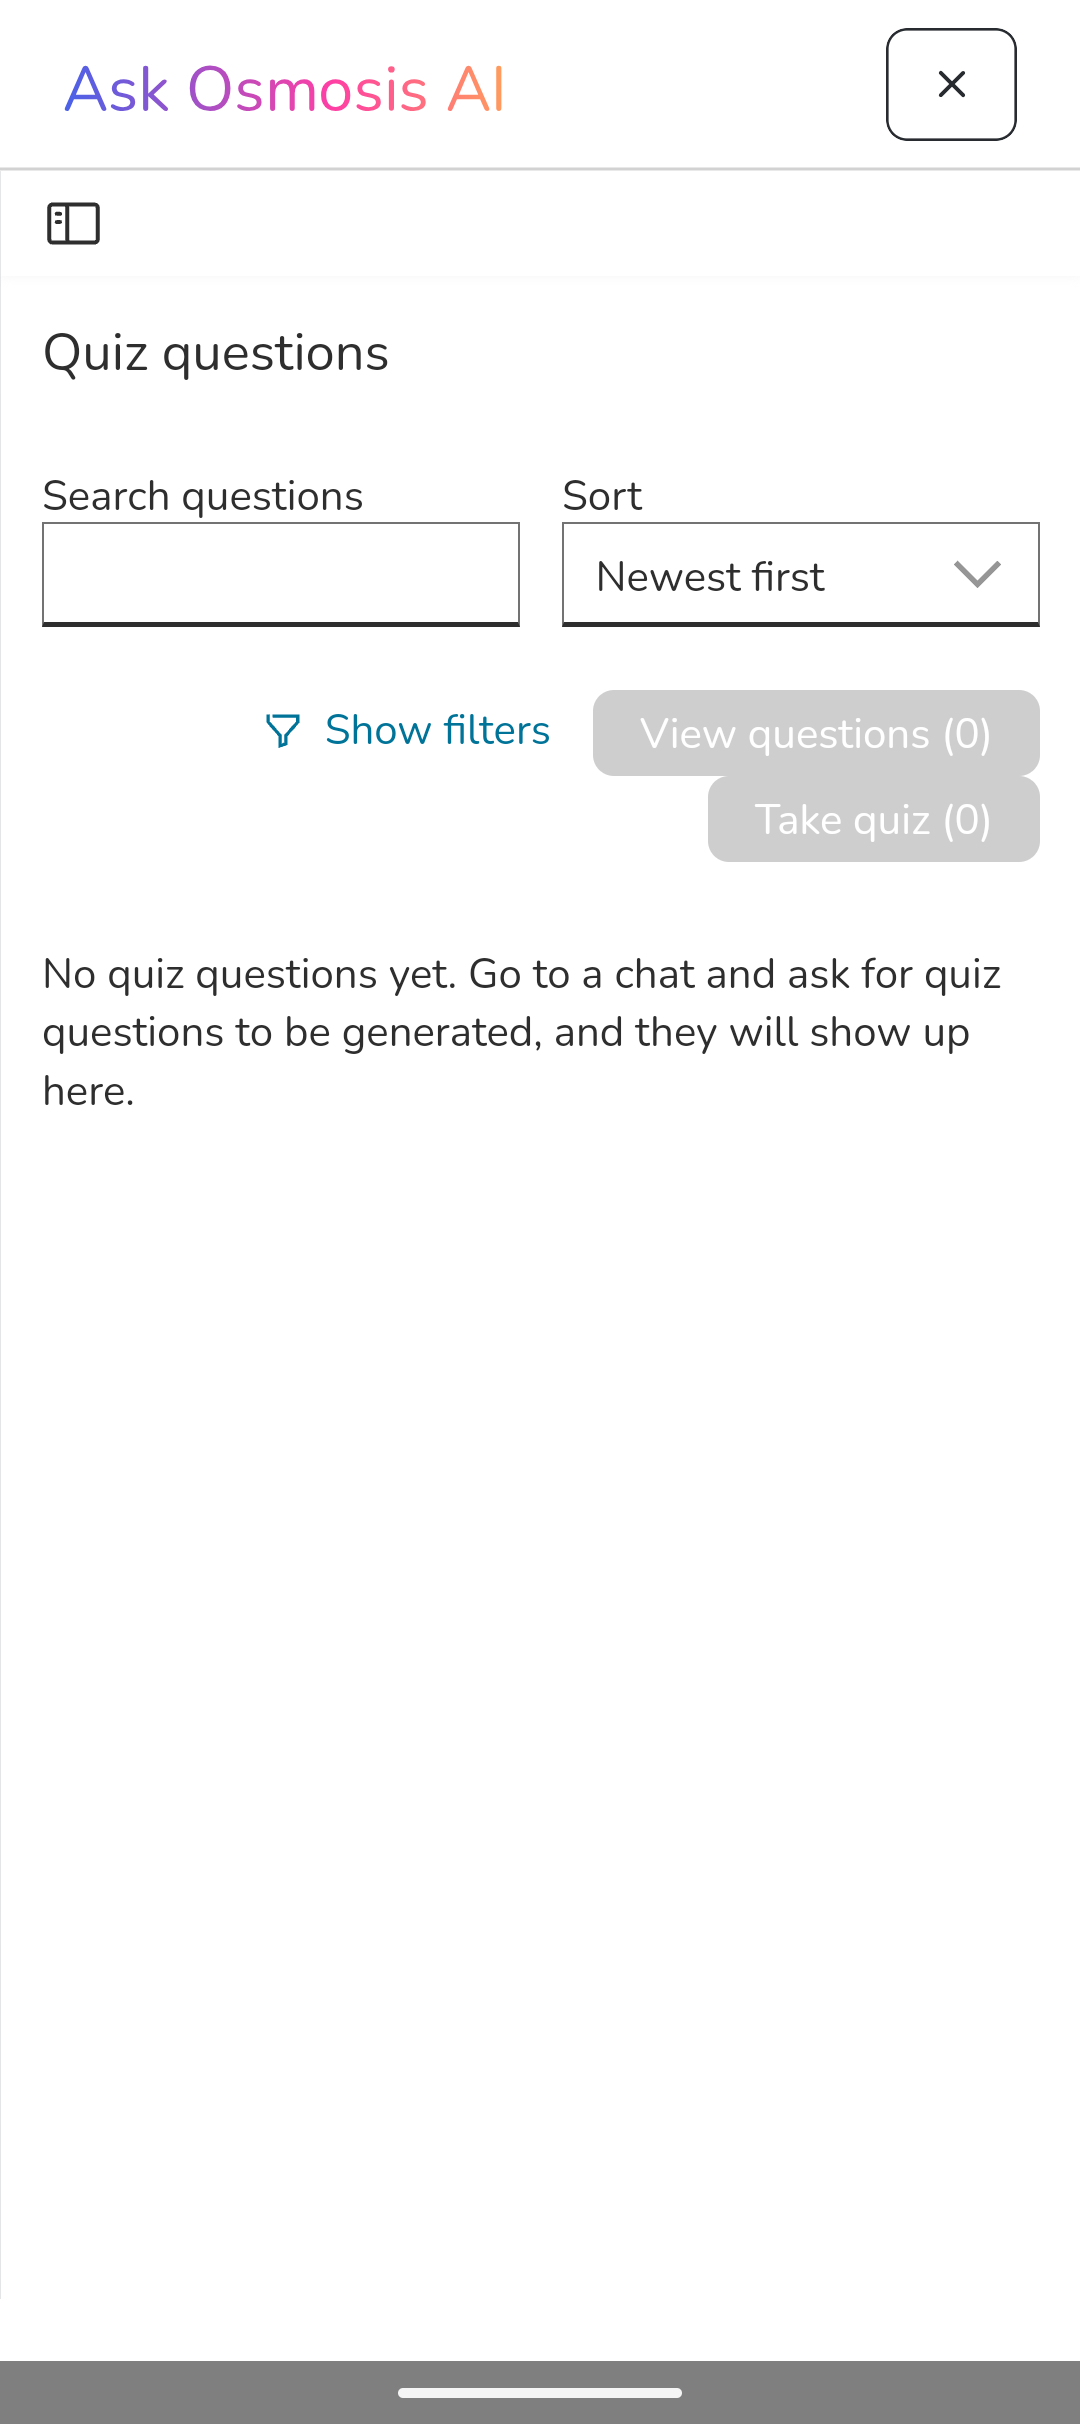 Ask Osmosis AI
Quiz questions
Search questions
Sort
Newest first
Show filters
View questions (0)
Take quiz (0)
No quiz questions yet. Go to a chat and ask for quiz
questions to be generated, and they will show up
here.